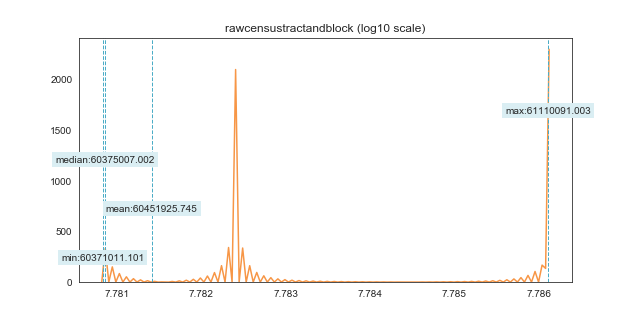 rawcensustractandblock (log10 scale)
2000
max:61110091.003
1500
median:60375007.002
1000
mean:60451925.745
500
min:60371011.101
0
7.781 7.782 7.783 7.784 7.785 7.786